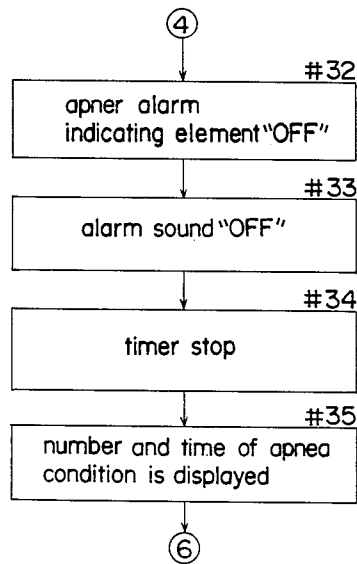 ④
#32
apner alarm
indicating element "OFF"
#33
alarm sound "OFF"
#34
timer stop
#35
number and time of apnea
condition is displayed
⑥